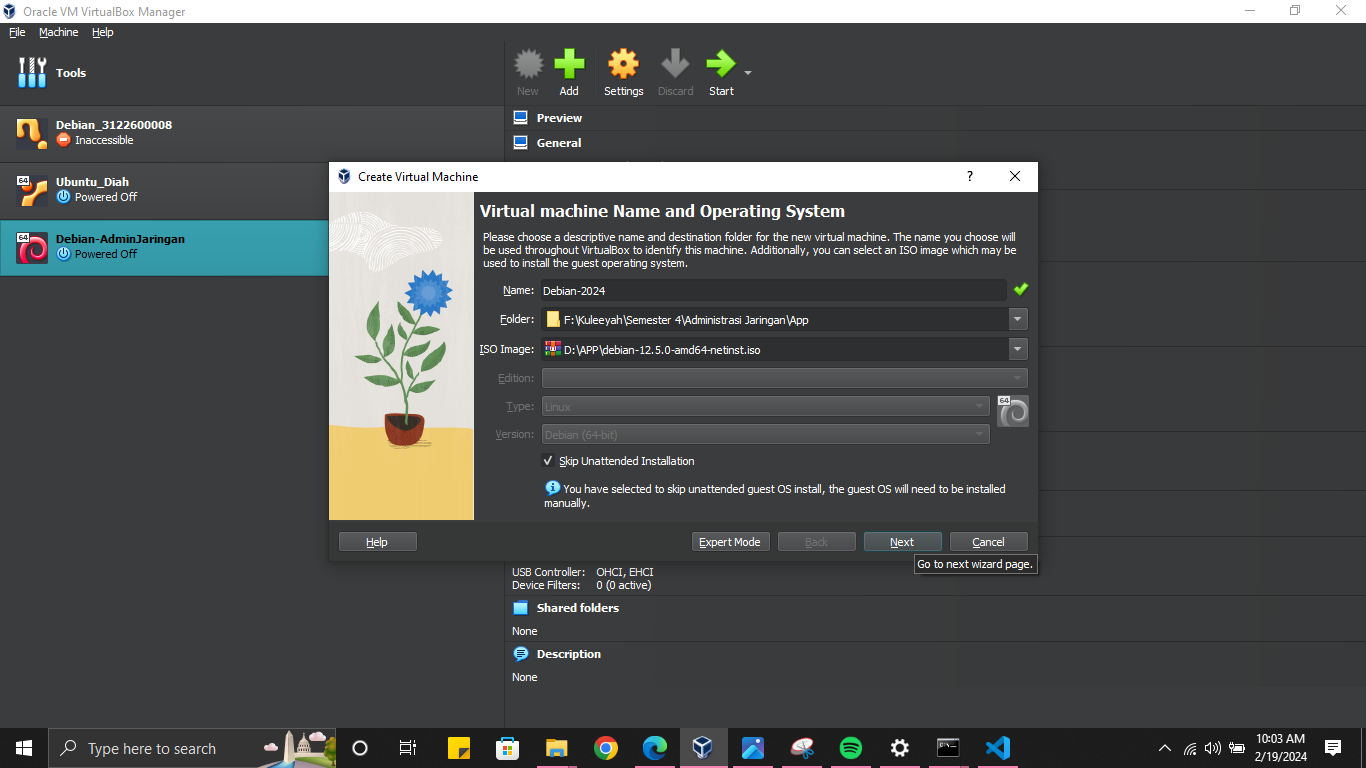 Oracle VM VirtualBox Manager
File Machine Help
Tools
New Add Settings Discard Start
Debian_3122600008
Inaccessible
64
Ubuntu_Diah
Powered Off
64
Debian-AdminJaringan
Powered Off
Preview
General
Create Virtual Machine
?
Virtual machine Name and Operating System
Please choose a descriptive name and destination folder for the new virtual machine. The name you choose will
be used throughout VirtualBox to identify this machine. Additionally, you can select an ISO image which may be
used to install the guest operating system.
Name: Debian-2024
Folder: F:\Kuleeyah\Semester 4\Administrasi Jaringan\App
ISO Image: D:\APP\debian-12.5.0-amd64-netinst.iso
Edition:
Type: Linux
64
Version: Debian (64-bit)
Skip Unattended Installation
You have selected to skip unattended guest OS install, the guest OS will need to be installed
manually.
Help Expert Mode Back Next Cancel
Go to next wizard page.
USB Controller: OHCI, EHCI
Device Filters: 0 (0 active)
Shared folders
None
Description
None
Type here to search
10:03 AM
2/19/2024